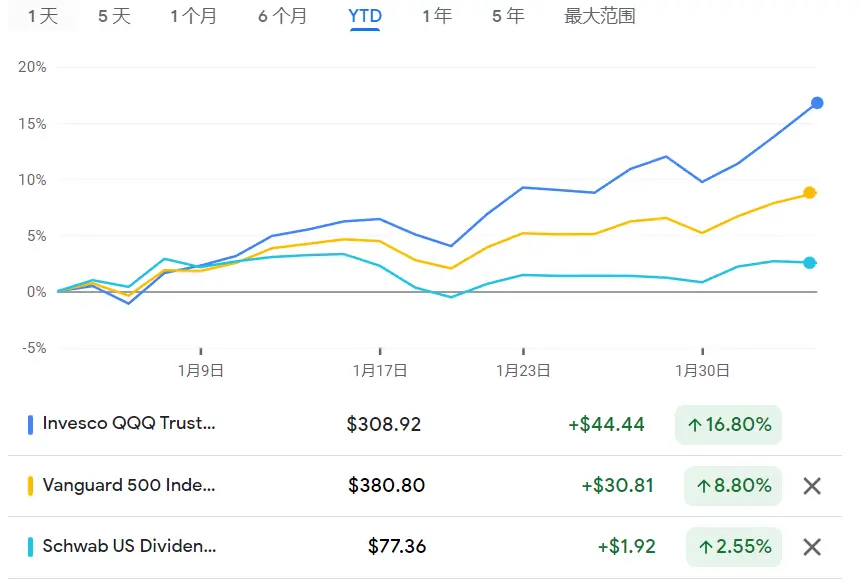 1 天 5 天 1 个月 6 个月 YTD 1 年 5 年 最大范围
20%
15%
10%
5%
0%
-5%
1月9日 1月17日 1月23日 1月30日
Invesco QQQ Trust... $308.92 +$44.44 ↑16.80%
Vanguard 500 Inde... $380.80 +$30.81 ↑8.80%
Schwab US Dividen... $77.36 +$1.92 ↑2.55%